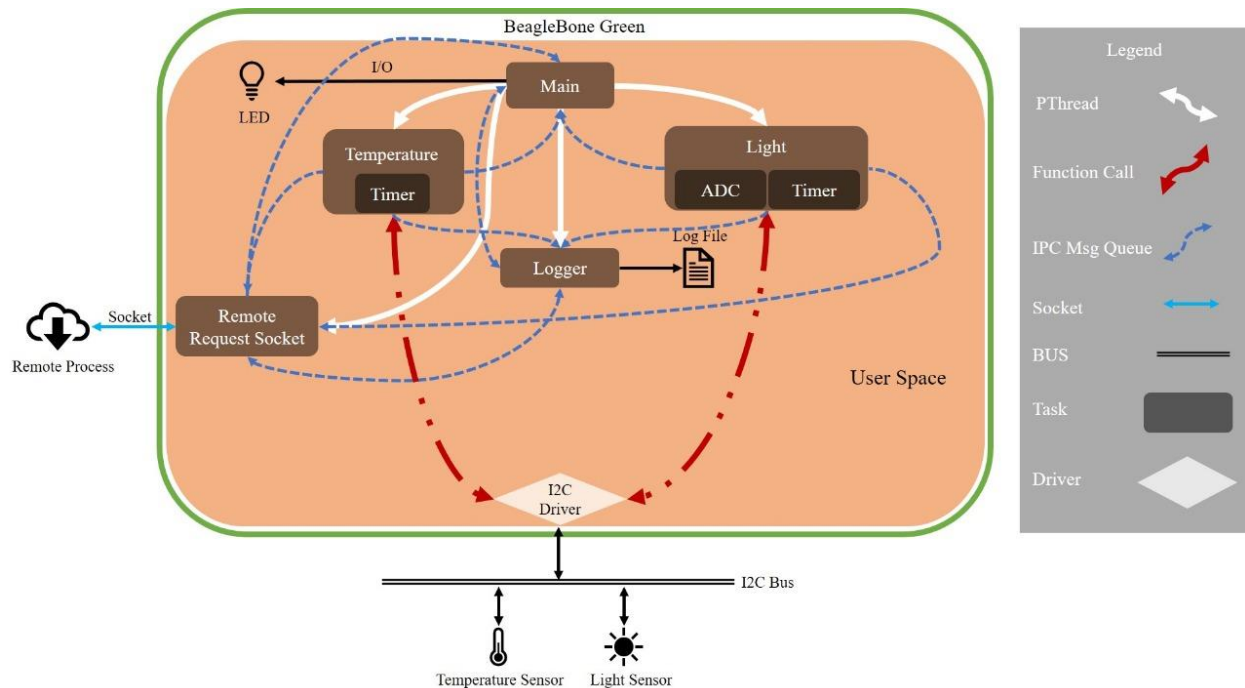 BeagleBone Green
Legend
I/O
Main
LED
PThread
Temperature
Light
Timer
ADC
Timer
Function Call
Log File
IPC Msg Queue
Logger
Socket
Remote
Request Socket
Socket
Remote Process
BUS
User Space
Task
I2C
Driver
Driver
I2C Bus
Temperature Sensor
Light Sensor